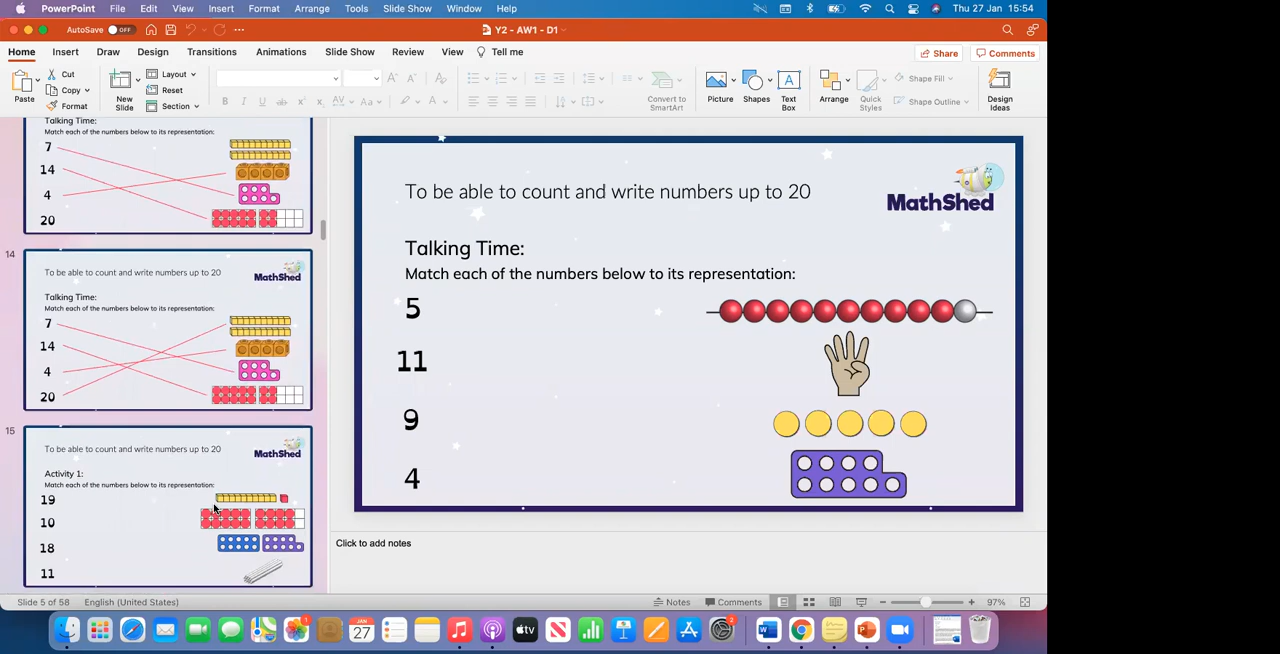 PowerPoint File Edit View Insert Format Arrange Tools Slide Show Window Help Thu 27 Jan 15:54
AutoSave OFF Y2 - AW1 - D1
Home Insert Draw Design Transitions Animations Slide Show Review View Tell me Share Comments
Paste Cut Copy Format New Slide Layout Reset Section Convert to SmartArt Picture Shapes Text Box Arrange Quick Styles Shape Fill Shape Outline Design Ideas
Talking Time:
Match each of the numbers below to its representation:
7
14
4
20
14
To be able to count and write numbers up to 20
MathShed
Talking Time:
Match each of the numbers below to its representation:
7
14
4
20
15
To be able to count and write numbers up to 20
MathShed
Activity 1:
Match each of the numbers below to its representation:
19
10
18
11
To be able to count and write numbers up to 20
MathShed
Talking Time:
Match each of the numbers below to its representation:
5
11
9
4
Click to add notes
Slide 5 of 58 English (United States) Notes Comments 97%
JAN
27
tv